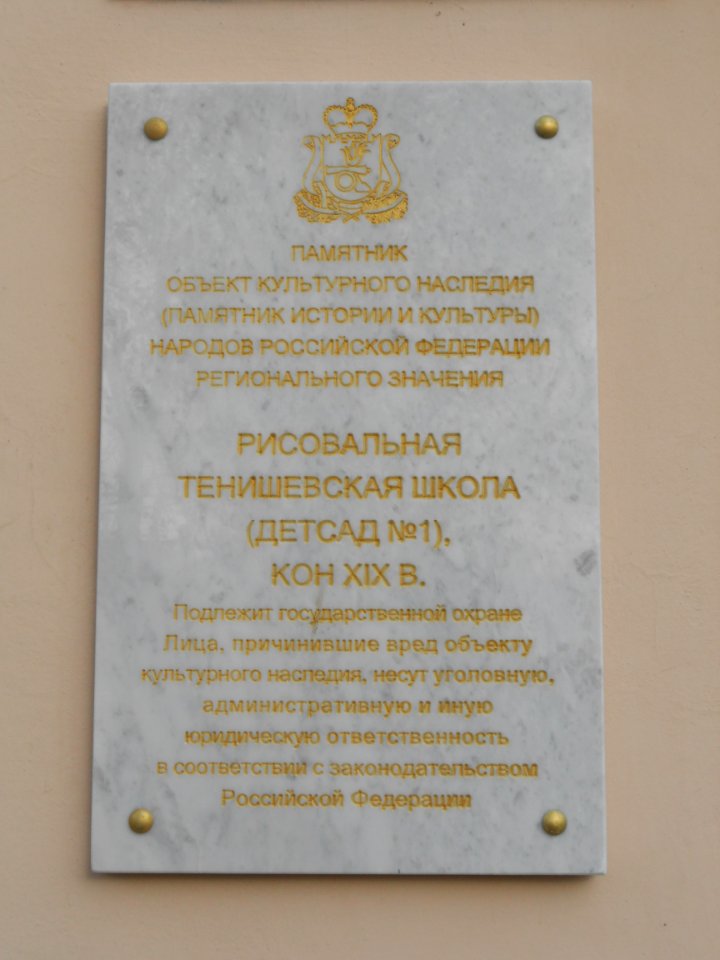 ПАМЯТНИК
ОБЪЕКТ КУЛЬТУРНОГО НАСЛЕДИЯ
(ПАМЯТНИК ИСТОРИИ И КУЛЬТУРЫ)
НАРОДОВ РОССИЙСКОЙ ФЕДЕРАЦИИ
РЕГИОНАЛЬНОГО ЗНАЧЕНИЯ
РИСОВАЛЬНАЯ
ТЕНИШЕВСКАЯ ШКОЛА
(ДЕТСАД №1),
КОН XIX В.
Подлежит государственной охране
Лица, причинившие вред объекту
культурного наследия, несут уголовную,
административную и иную
юридическую ответственность
в соответствии с законодательством
Российской Федерации